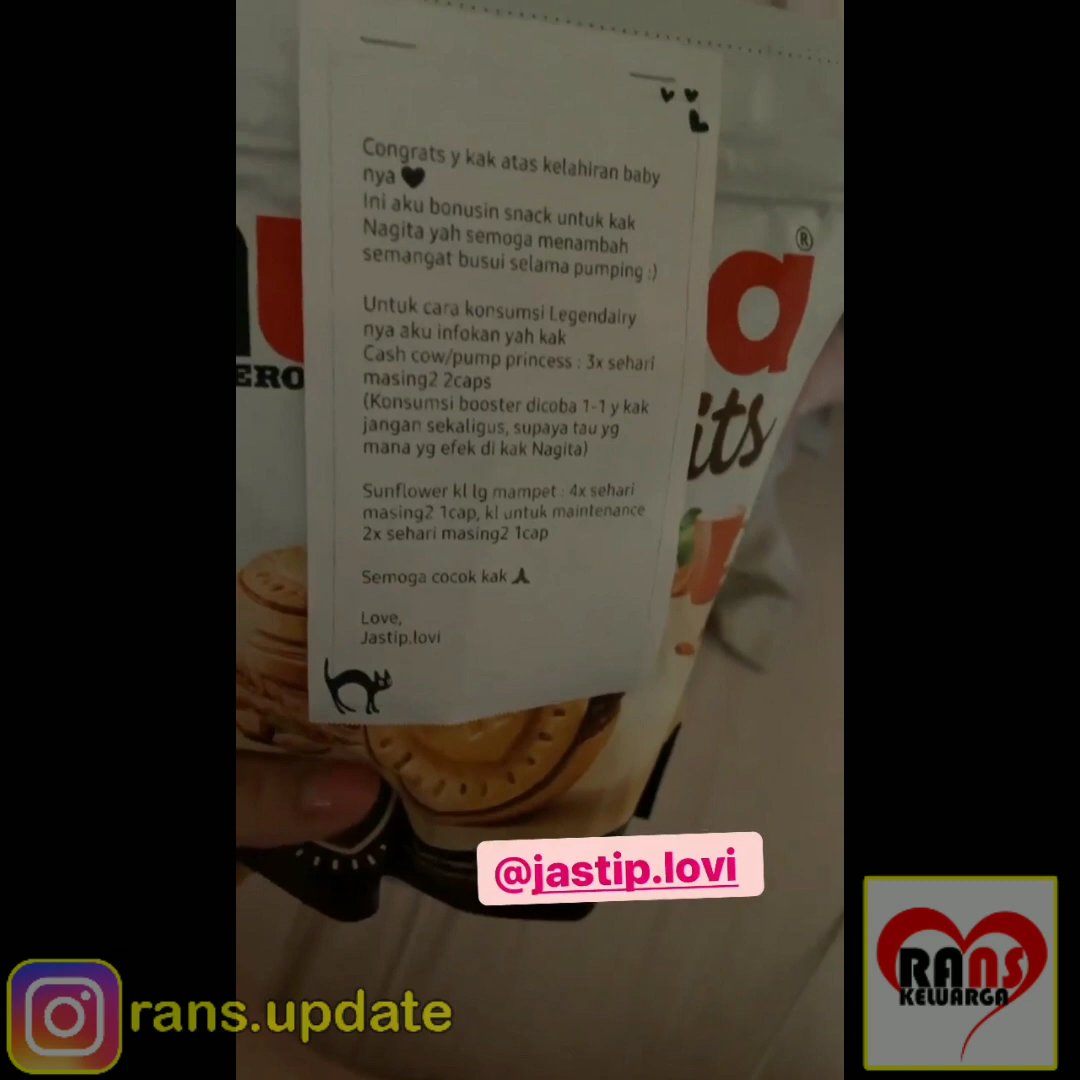 Congrats y kak atas kelahiran baby
nya 🖤
Ini aku bonusin snack untuk kak
Nagita yah semoga menambah
semangat busui selama pumping :)
Untuk cara konsumsi Legendairy
nya aku infokan yah kak
Cash cow/pump princess : 3x sehari
masing2 2caps
(Konsumsi booster dicoba 1-1 y kak
jangan sekaligus, supaya tau yg
mana yg efek di kak Nagita)
Sunflower kl lg mampet : 4x sehari
masing2 1cap, kl untuk maintenance
2x sehari masing2 1cap
Semoga cocok kak 🙏
Love,
Jastip.lovi
a®
ERO
its
@jastip.lovi
rans.update
RANS
KELUARGA